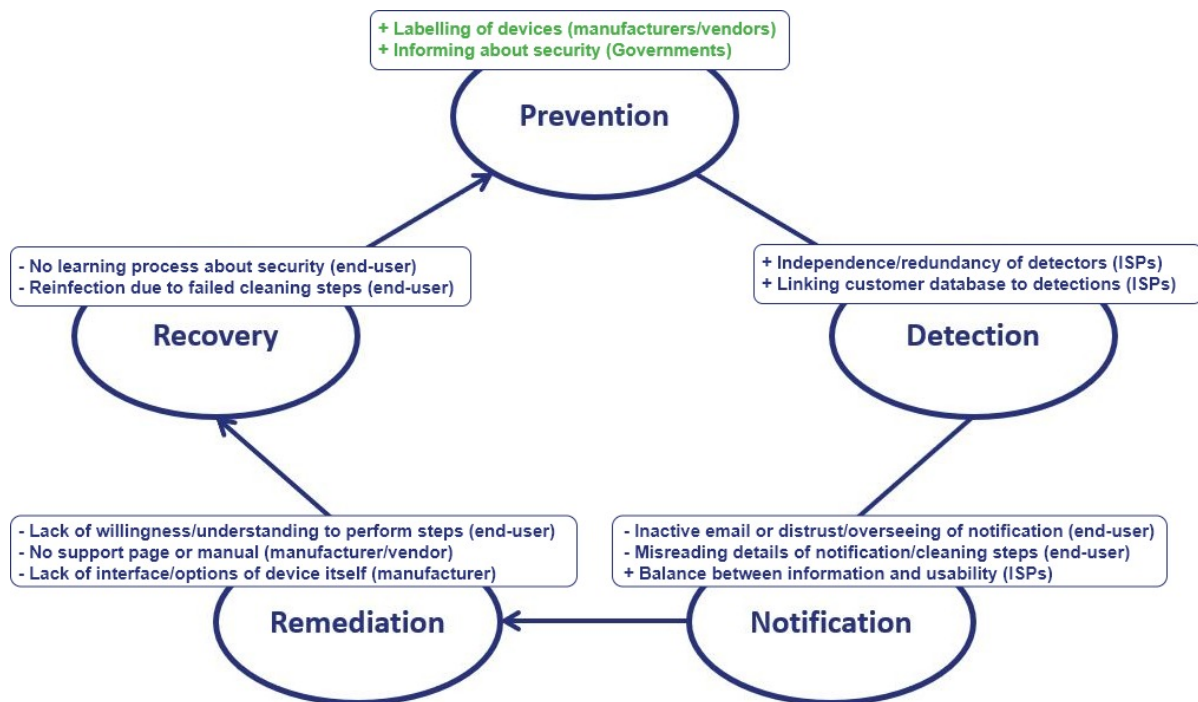 + Labelling of devices (manufacturers/vendors)
+ Informing about security (Governments)
Prevention
- No learning process about security (end-user)
- Reinfection due to failed cleaning steps (end-user)
Recovery
+ Independence/redundancy of detectors (ISPs)
+ Linking customer database to detections (ISPs)
Detection
- Lack of willingness/understanding to perform steps (end-user)
- No support page or manual (manufacturer/vendor)
- Lack of interface/options of device itself (manufacturer)
Remediation
- Inactive email or distrust/overseeing of notification (end-user)
- Misreading details of notification/cleaning steps (end-user)
+ Balance between information and usability (ISPs)
Notification